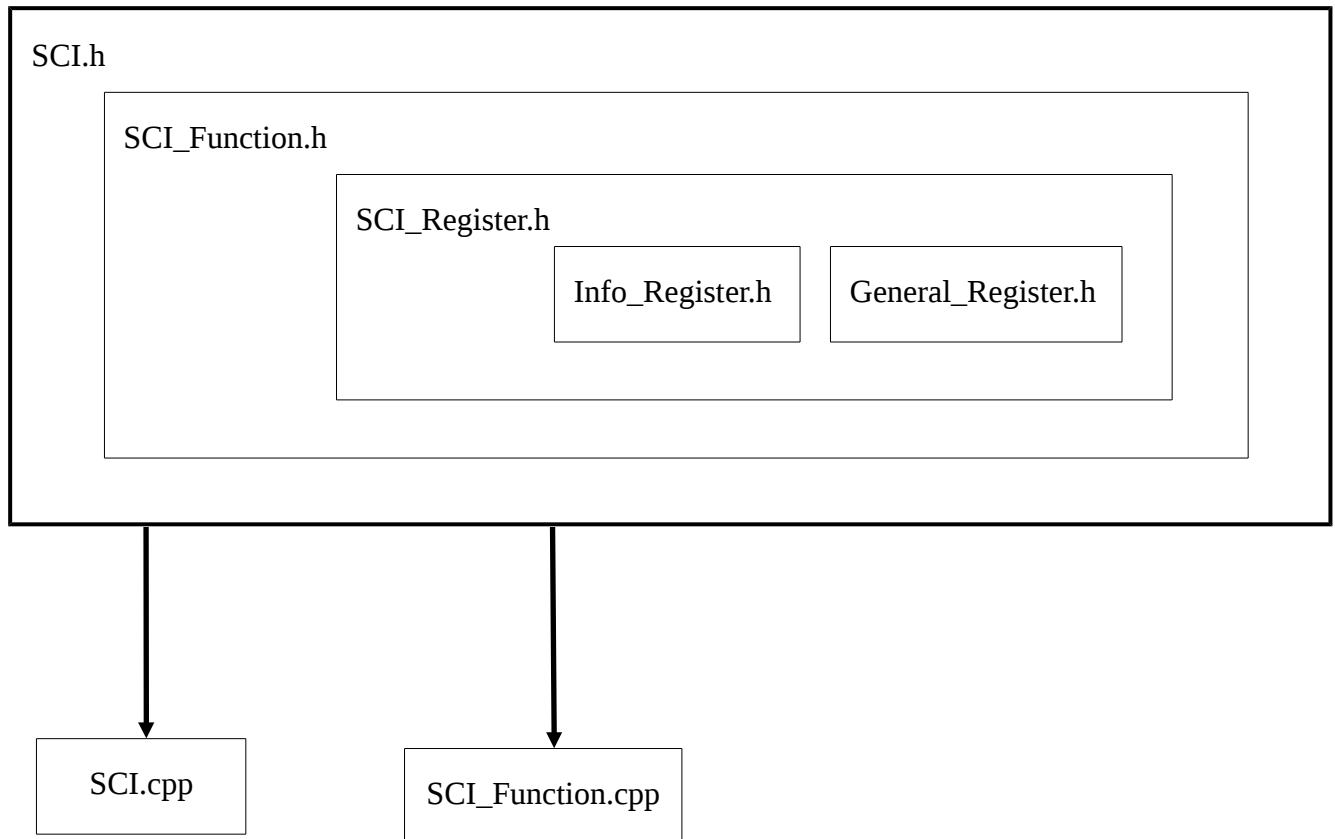 SCI.h
SCI_Function.h
SCI_Register.h
Info_Register.h
General_Register.h
SCI.cpp
SCI_Function.cpp